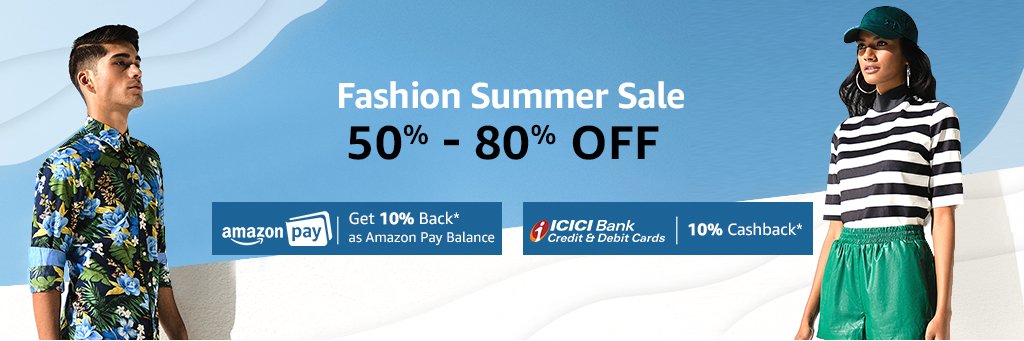 Fashion Summer Sale
50% - 80% OFF
amazon pay
Get 10% Back*
as Amazon Pay Balance
ICICI Bank
Credit & Debit Cards
10% Cashback*